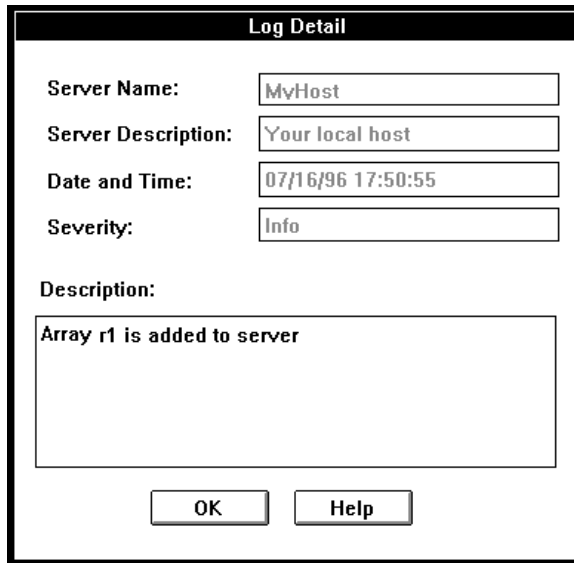 Log Detail
Server Name: MyHost
Server Description: Your local host
Date and Time: 07/16/96 17:50:55
Severity: Info
Description:
Array r1 is added to server
OK Help